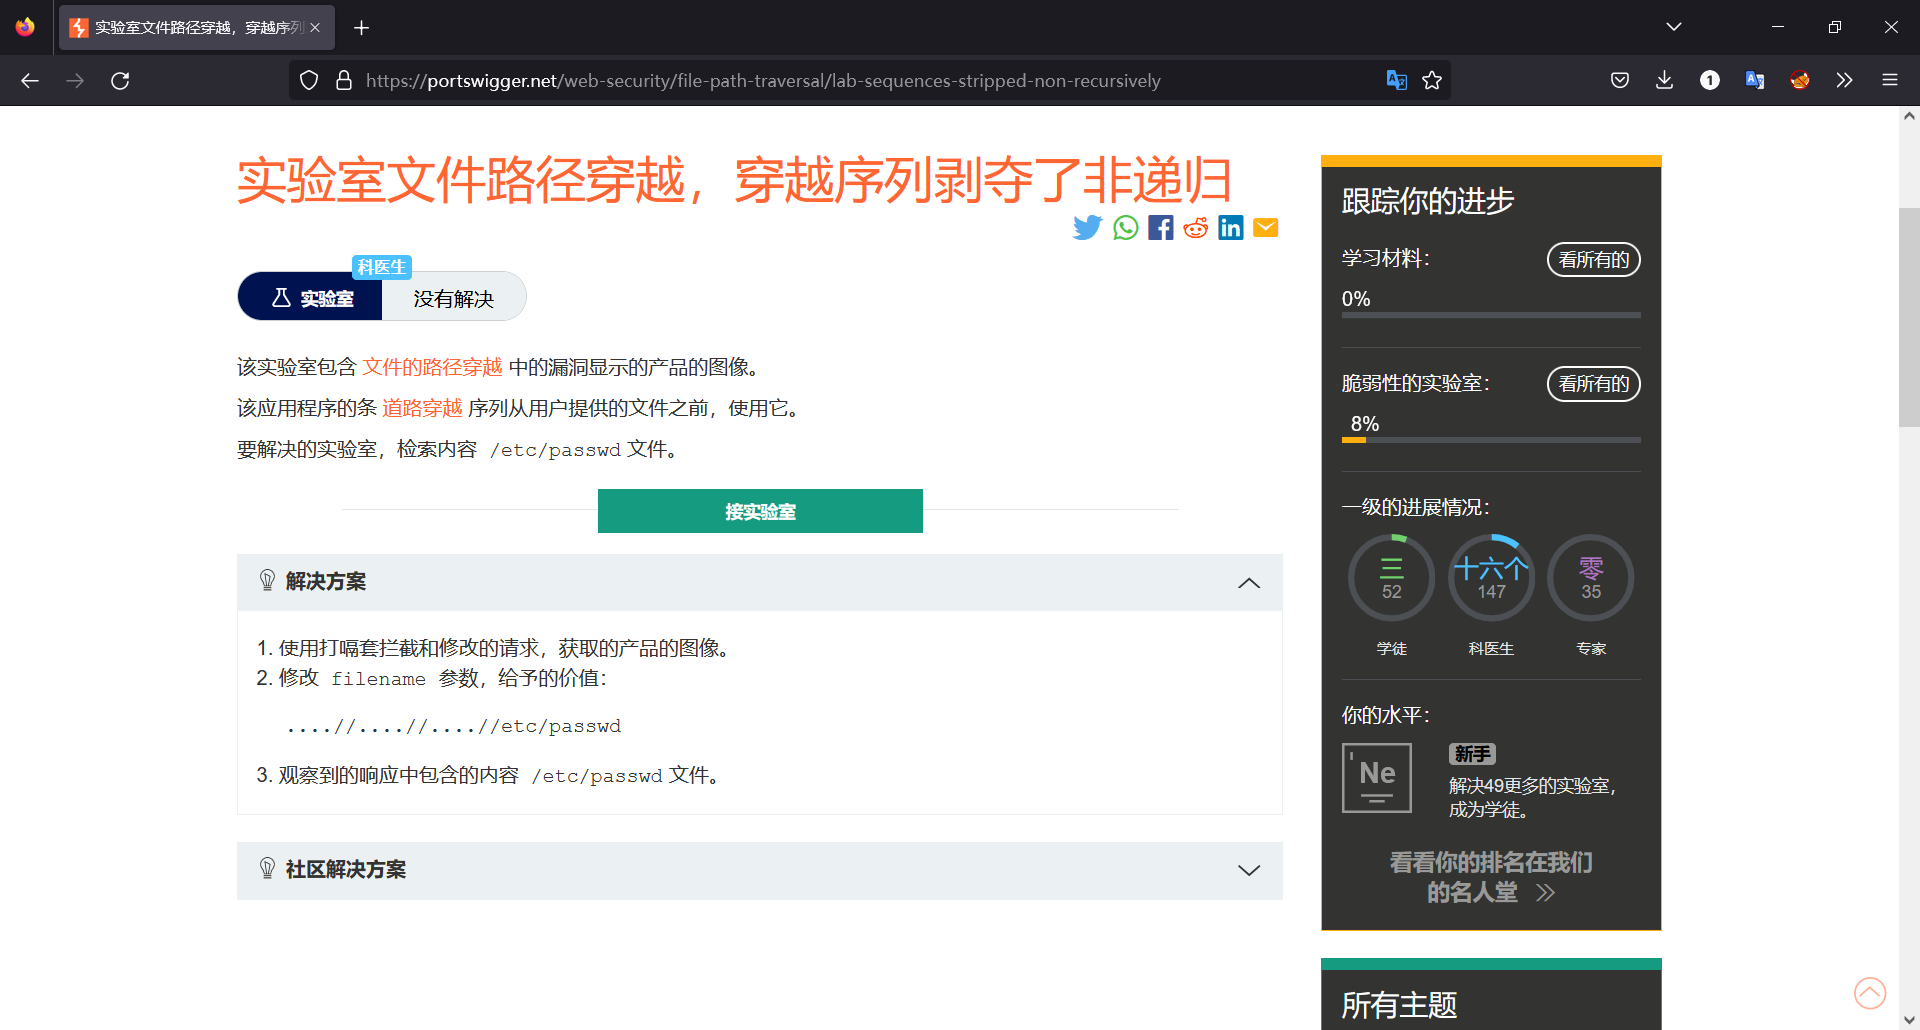 实验室文件路径穿越，穿越序列
https://portswigger.net/web-security/file-path-traversal/lab-sequences-stripped-non-recursively
1
实验室文件路径穿越，穿越序列剥夺了非递归
科医生
实验室
没有解决
该实验室包含 文件的路径穿越 中的漏洞显示的产品的图像。
该应用程序的条 道路穿越 序列从用户提供的文件之前，使用它。
要解决的实验室，检索内容 /etc/passwd 文件。
接实验室
解决方案
1. 使用打嗝套拦截和修改的请求，获取的产品的图像。
2. 修改 filename 参数，给予的价值：
....//....//....//etc/passwd
3. 观察到的响应中包含的内容 /etc/passwd 文件。
社区解决方案
跟踪你的进步
学习材料：
看所有的
0%
脆弱性的实验室：
看所有的
8%
一级的进展情况：
三
52
十六个
147
零
35
学徒
科医生
专家
你的水平：
Ne
新手
解决49更多的实验室，
成为学徒。
看看你的排名在我们
的名人堂
所有主题